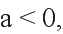 a < 0,